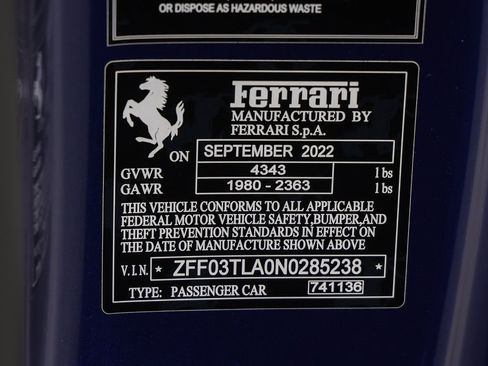 OR DISPOSE AS HAZARDOUS WASTE
Ferrari
MANUFACTURED BY
FERRARI S.p.A.
ON SEPTEMBER 2022
GVWR 4343 lbs
GAWR 1980 - 2363 lbs
THIS VEHICLE CONFORMS TO ALL APPLICABLE
FEDERAL MOTOR VEHICLE SAFETY,BUMPER,AND
THEFT PREVENTION STANDARDS IN EFFECT ON
THE DATE OF MANUFACTURE SHOWN ABOVE
V.I.N. * ZFF03TLA0N0285238 *
TYPE: PASSENGER CAR 741136